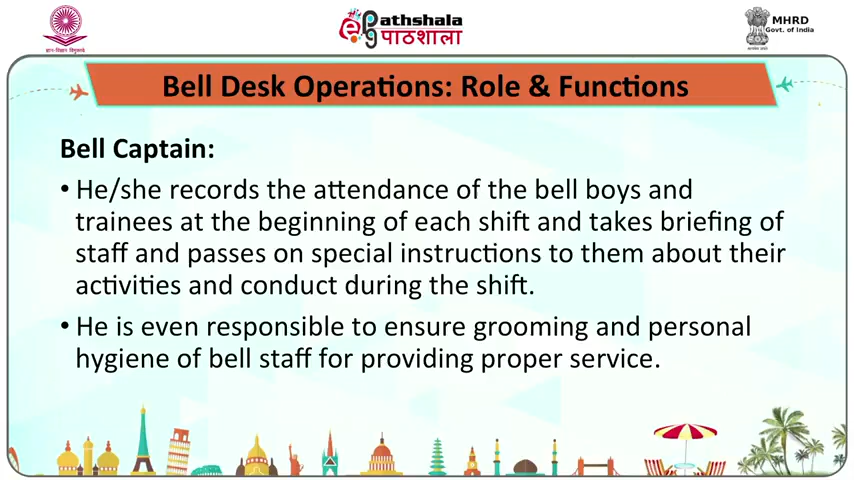 ePathshala
पाठशाला
MHRD
Govt. of India
Bell Desk Operations: Role & Functions
Bell Captain:
• He/she records the attendance of the bell boys and
trainees at the beginning of each shift and takes briefing of
staff and passes on special instructions to them about their
activities and conduct during the shift.
• He is even responsible to ensure grooming and personal
hygiene of bell staff for providing proper service.